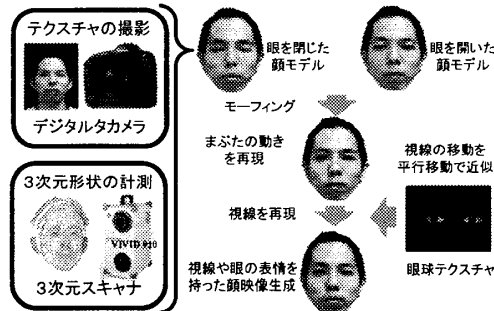 テクスチャの撮影
デジタルタカメラ
3次元形状の計測
VIVID 910
3次元スキャナ
眼を閉じた
顔モデル
眼を開いた
顔モデル
モーフィング
まぶたの動き
を再現
視線の移動を
平行移動で近似
視線を再現
眼球テクスチャ
視線や眼の表情を
持った顔映像生成